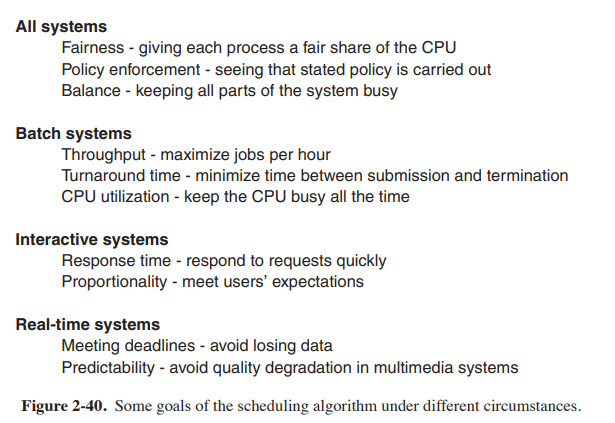 All systems
Fairness - giving each process a fair share of the CPU
Policy enforcement - seeing that stated policy is carried out
Balance - keeping all parts of the system busy
Batch systems
Throughput - maximize jobs per hour
Turnaround time - minimize time between submission and termination
CPU utilization - keep the CPU busy all the time
Interactive systems
Response time - respond to requests quickly
Proportionality - meet users’ expectations
Real-time systems
Meeting deadlines - avoid losing data
Predictability - avoid quality degradation in multimedia systems
Figure 2-40. Some goals of the scheduling algorithm under different circumstances.